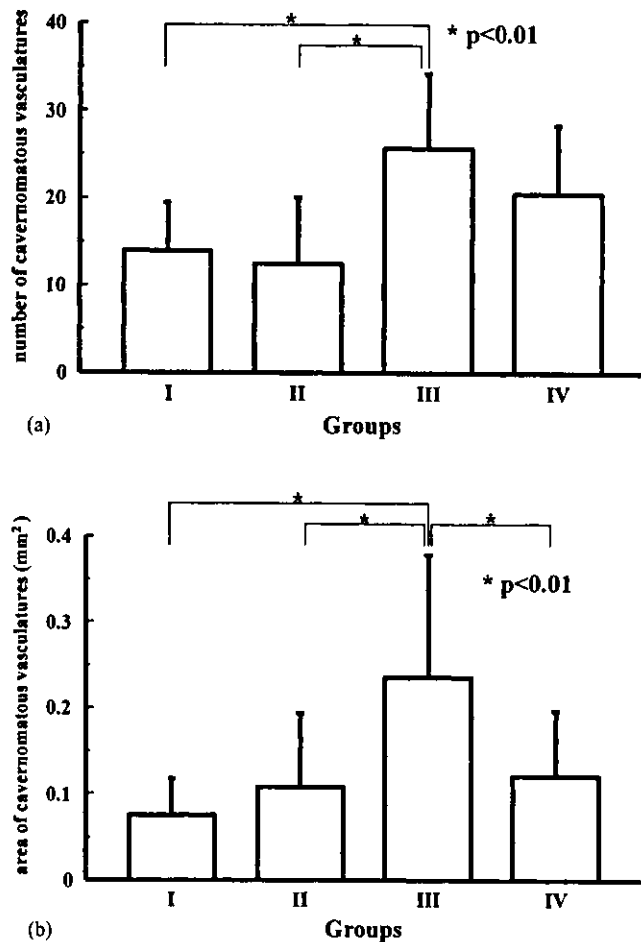 40
30
20
10
0
number of cavernomatous vasculatures
*
*
* p<0.01
I II III IV
(a)
Groups
0.4
0.3
0.2
0.1
0
area of cavernomatous vasculatures (mm²)
*
*
*
* p<0.01
I II III IV
(b)
Groups